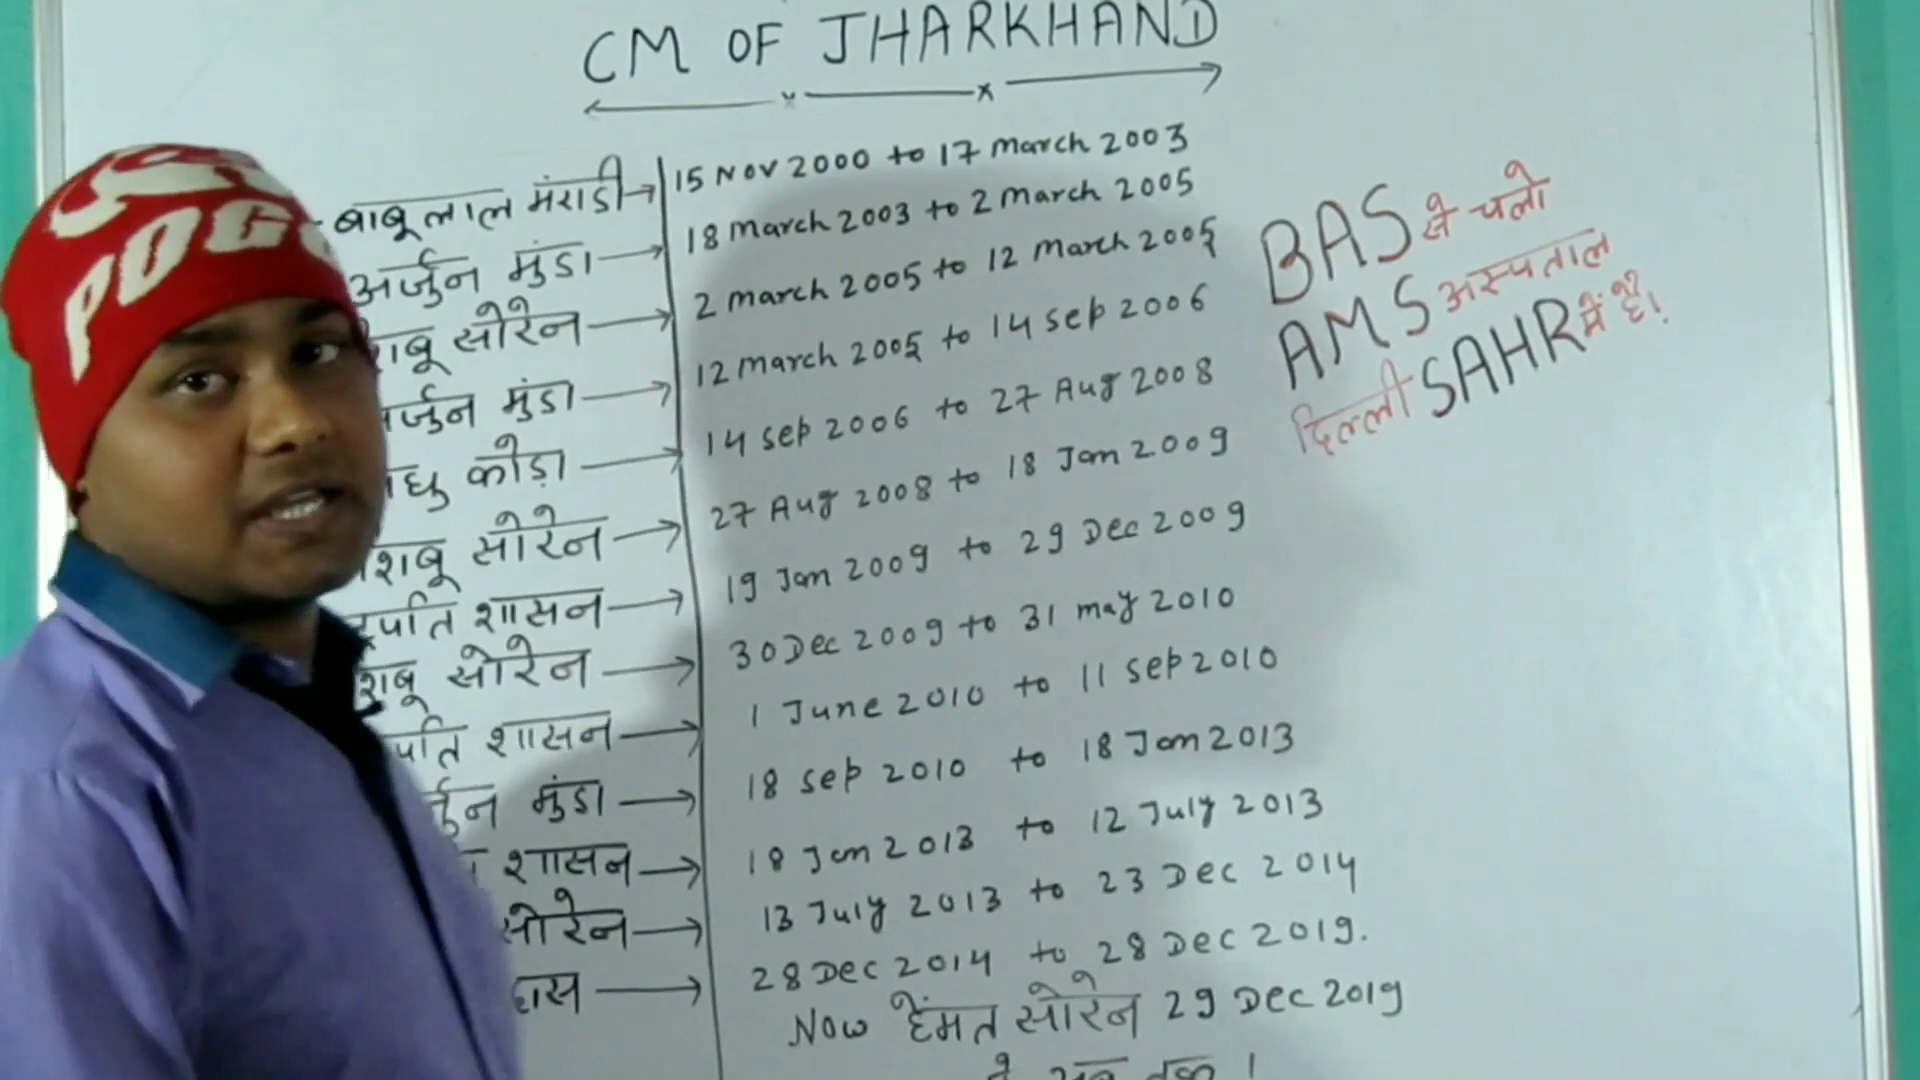 CM OF JHARKHAND
बाबू लाल मंराडी 15 Nov 2000 to 17 march 2003
अर्जुन मुंडा 18 march 2003 to 2 march 2005
शिबू सोरेन 2 march 2005 to 12 march 2005
र्जुन मुंडा 12 march 2005 to 14 sep 2006
धु कोड़ा 14 sep 2006 to 27 Aug 2008
शिबू सोरेन 27 Aug 2008 to 18 Jan 2009
ट्रपति शासन 19 Jan 2009 to 29 Dec 2009
शिबू सोरेन 30 Dec 2009 to 31 may 2010
पति शासन 1 June 2010 to 11 sep 2010
र्जुन मुंडा 18 sep 2010 to 18 Jan 2013
शासन 18 Jan 2013 to 12 July 2013
सोरेन 13 July 2013 to 23 Dec 2014
दास 28 Dec 2014 to 28 Dec 2019.
Now हेंमत सोरेन 29 Dec 2019
BAS से चलो
AMS अस्पताल
दिल्ली SAHR में है!
POGO